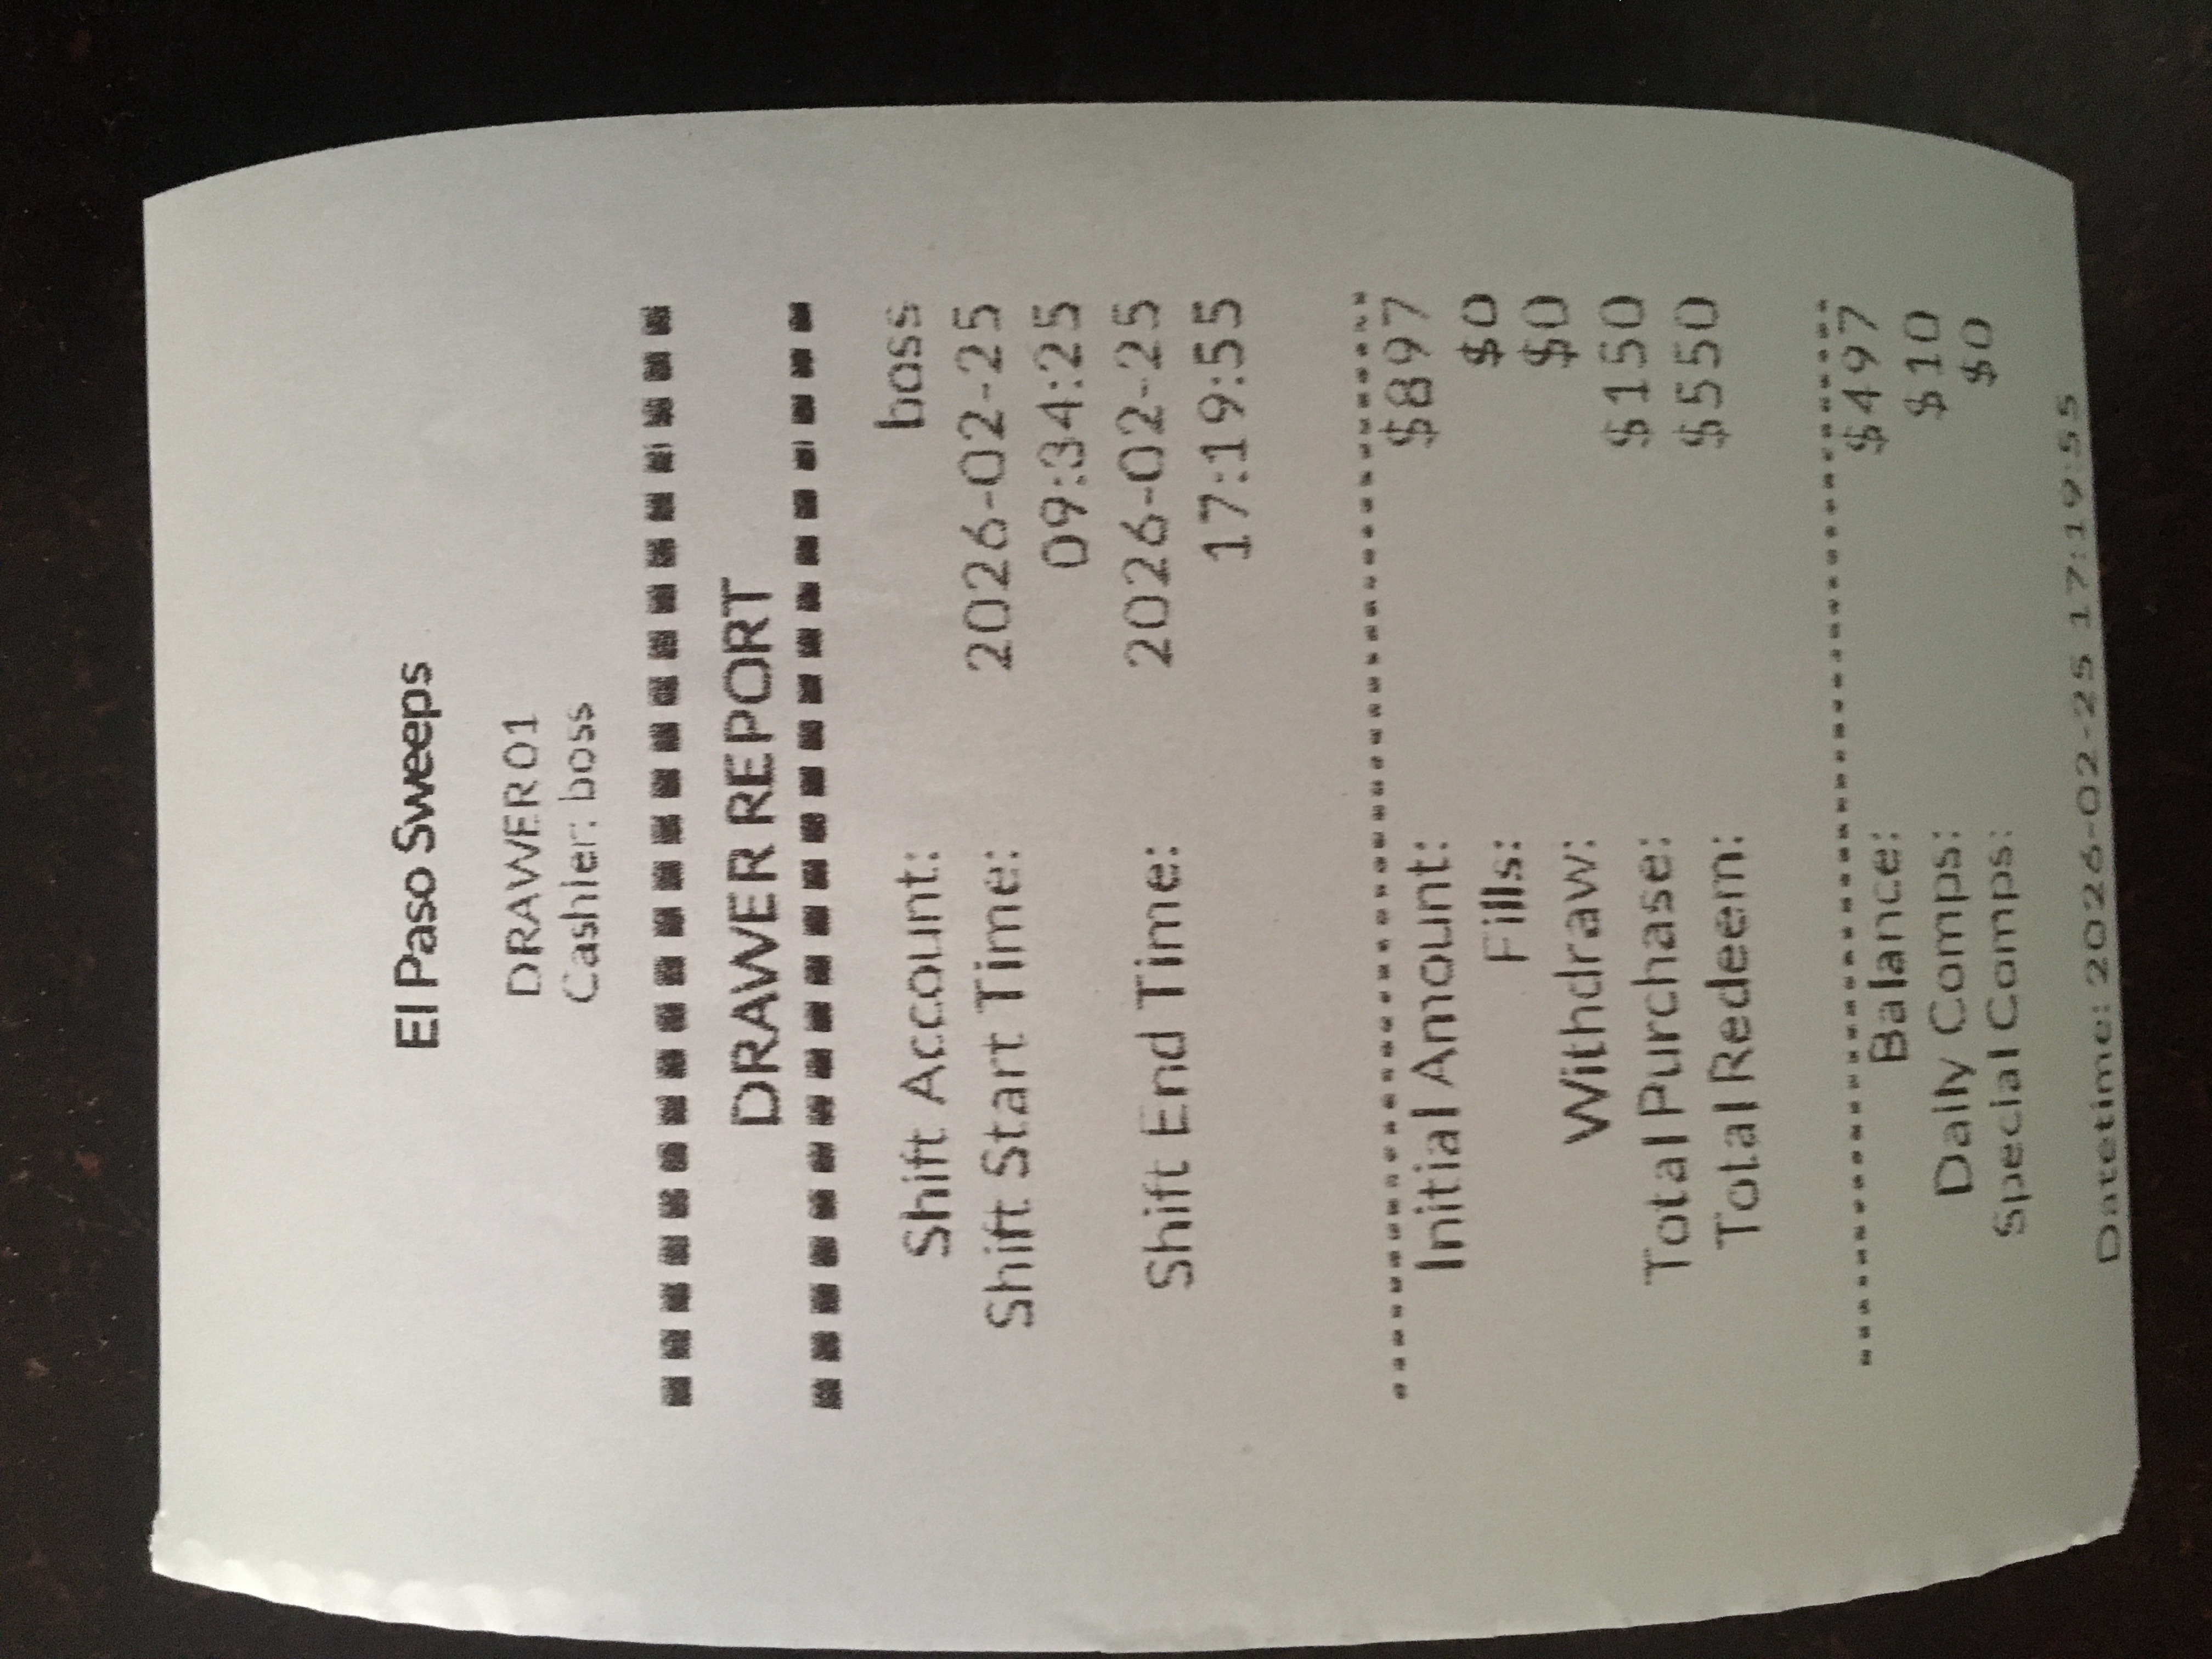 El Paso Sweeps
DRAWER01
Cashier: boss
DRAWER REPORT
Shift Account: boss
Shift Start Time: 2026-02-25
09:34:25
Shift End Time: 2026-02-25
17:19:55
Initial Amount: $897
Fills: $0
Withdraw: $0
Total Purchase: $150
Total Redeem: $550
Balance: $497
Daily Comps: $10
Special Comps: $0
Datetime: 2026-02-25 17:19:55